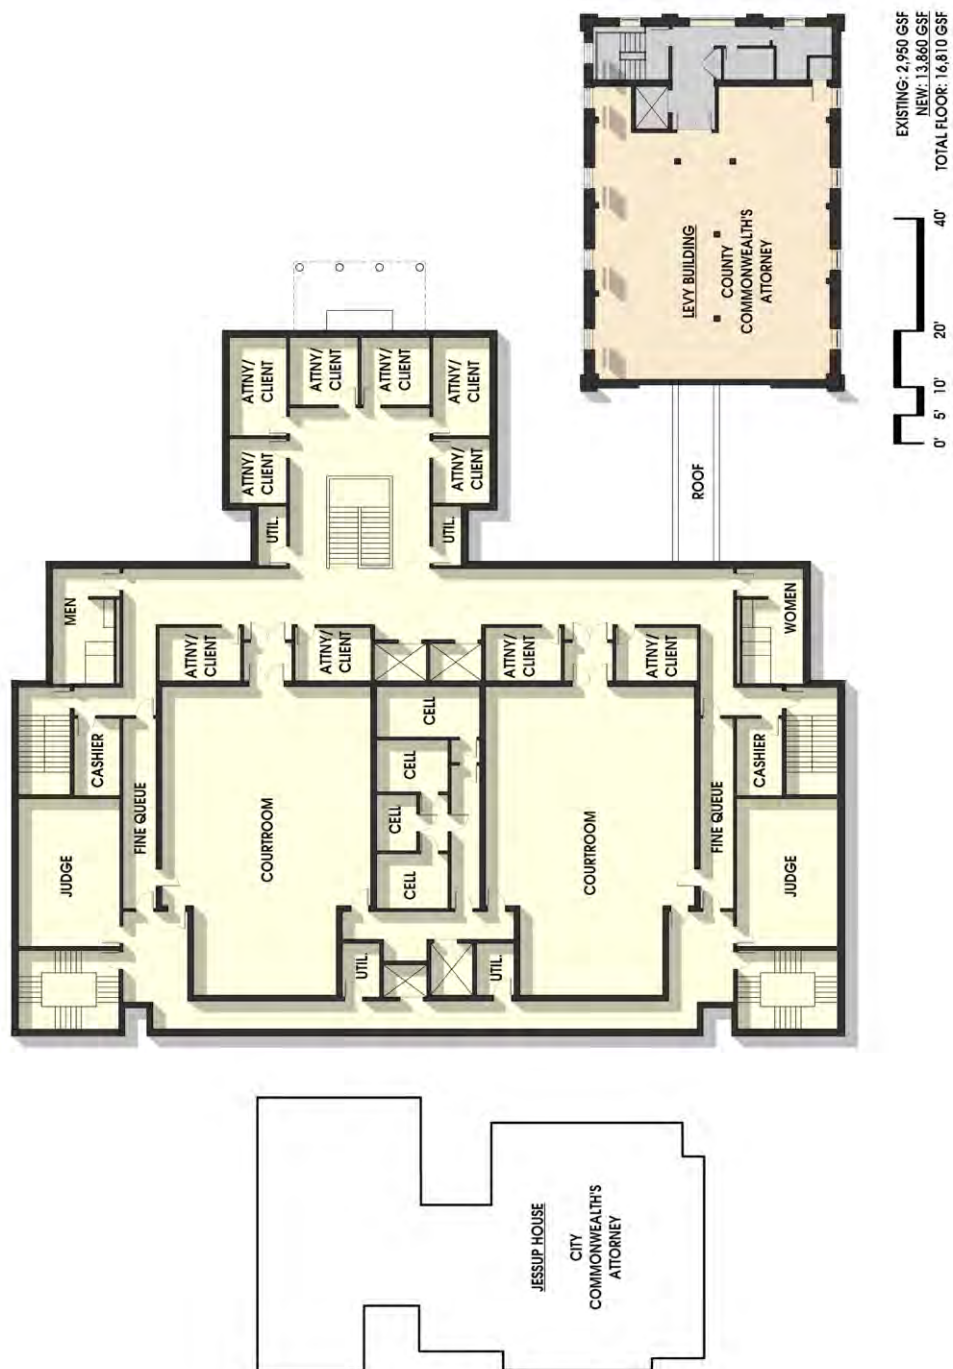 JUDGE
MEN
CASHIER
FINE QUEUE
ATTNY/
CLIENT
ATTNY/
CLIENT
ATTNY/
CLIENT
COURTROOM
UTIL.
ATTNY/
CLIENT
ATTNY/
CLIENT
UTIL.
CELL
CELL
CELL
CELL
ATTNY/
CLIENT
UTIL.
ATTNY/
CLIENT
ATTNY/
CLIENT
UTIL.
ATTNY/
CLIENT
JESSUP HOUSE
CITY
COMMONWEALTH'S
ATTORNEY
COURTROOM
ATTNY/
CLIENT
LEVY BUILDING
COUNTY
COMMONWEALTH'S
ATTORNEY
ROOF
FINE QUEUE
CASHIER
JUDGE
WOMEN
0' 5' 10' 20' 40'
EXISTING: 2,950 GSF
NEW: 13,860 GSF
TOTAL FLOOR: 16,810 GSF